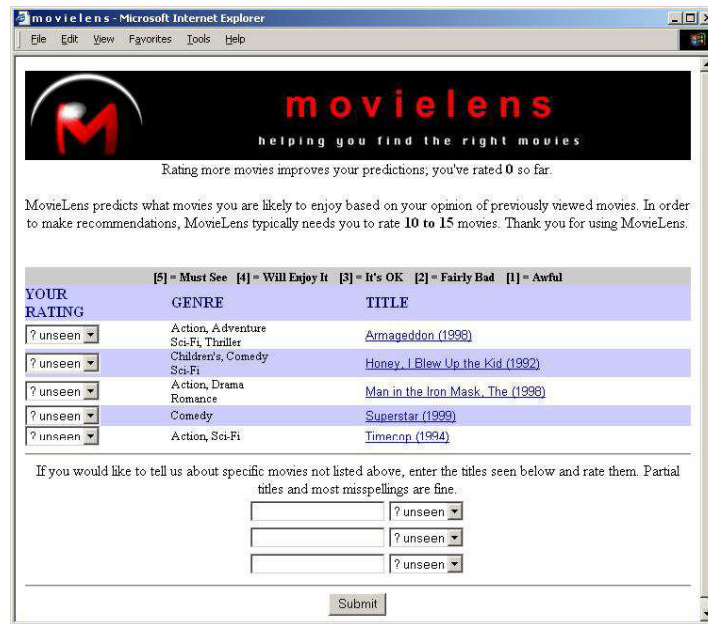 movielens - Microsoft Internet Explorer
File Edit View Favorites Tools Help
M movielens
helping you find the right movies
Rating more movies improves your predictions; you've rated 0 so far.
MovieLens predicts what movies you are likely to enjoy based on your opinion of previously viewed movies. In order
to make recommendations, MovieLens typically needs you to rate 10 to 15 movies. Thank you for using MovieLens.
[5] = Must See [4] = Will Enjoy It [3] = It's OK [2] = Fairly Bad [1] = Awful
YOUR
RATING GENRE TITLE
? unseen Action, Adventure
Sci-Fi, Thriller Armageddon (1998)
? unseen Children's, Comedy
Sci-Fi Honey, I Blew Up the Kid (1992)
? unseen Action, Drama
Romance Man in the Iron Mask, The (1998)
? unseen Comedy Superstar (1999)
? unseen Action, Sci-Fi Timecop (1994)
If you would like to tell us about specific movies not listed above, enter the titles seen below and rate them. Partial
titles and most misspellings are fine.
? unseen
? unseen
? unseen
Submit